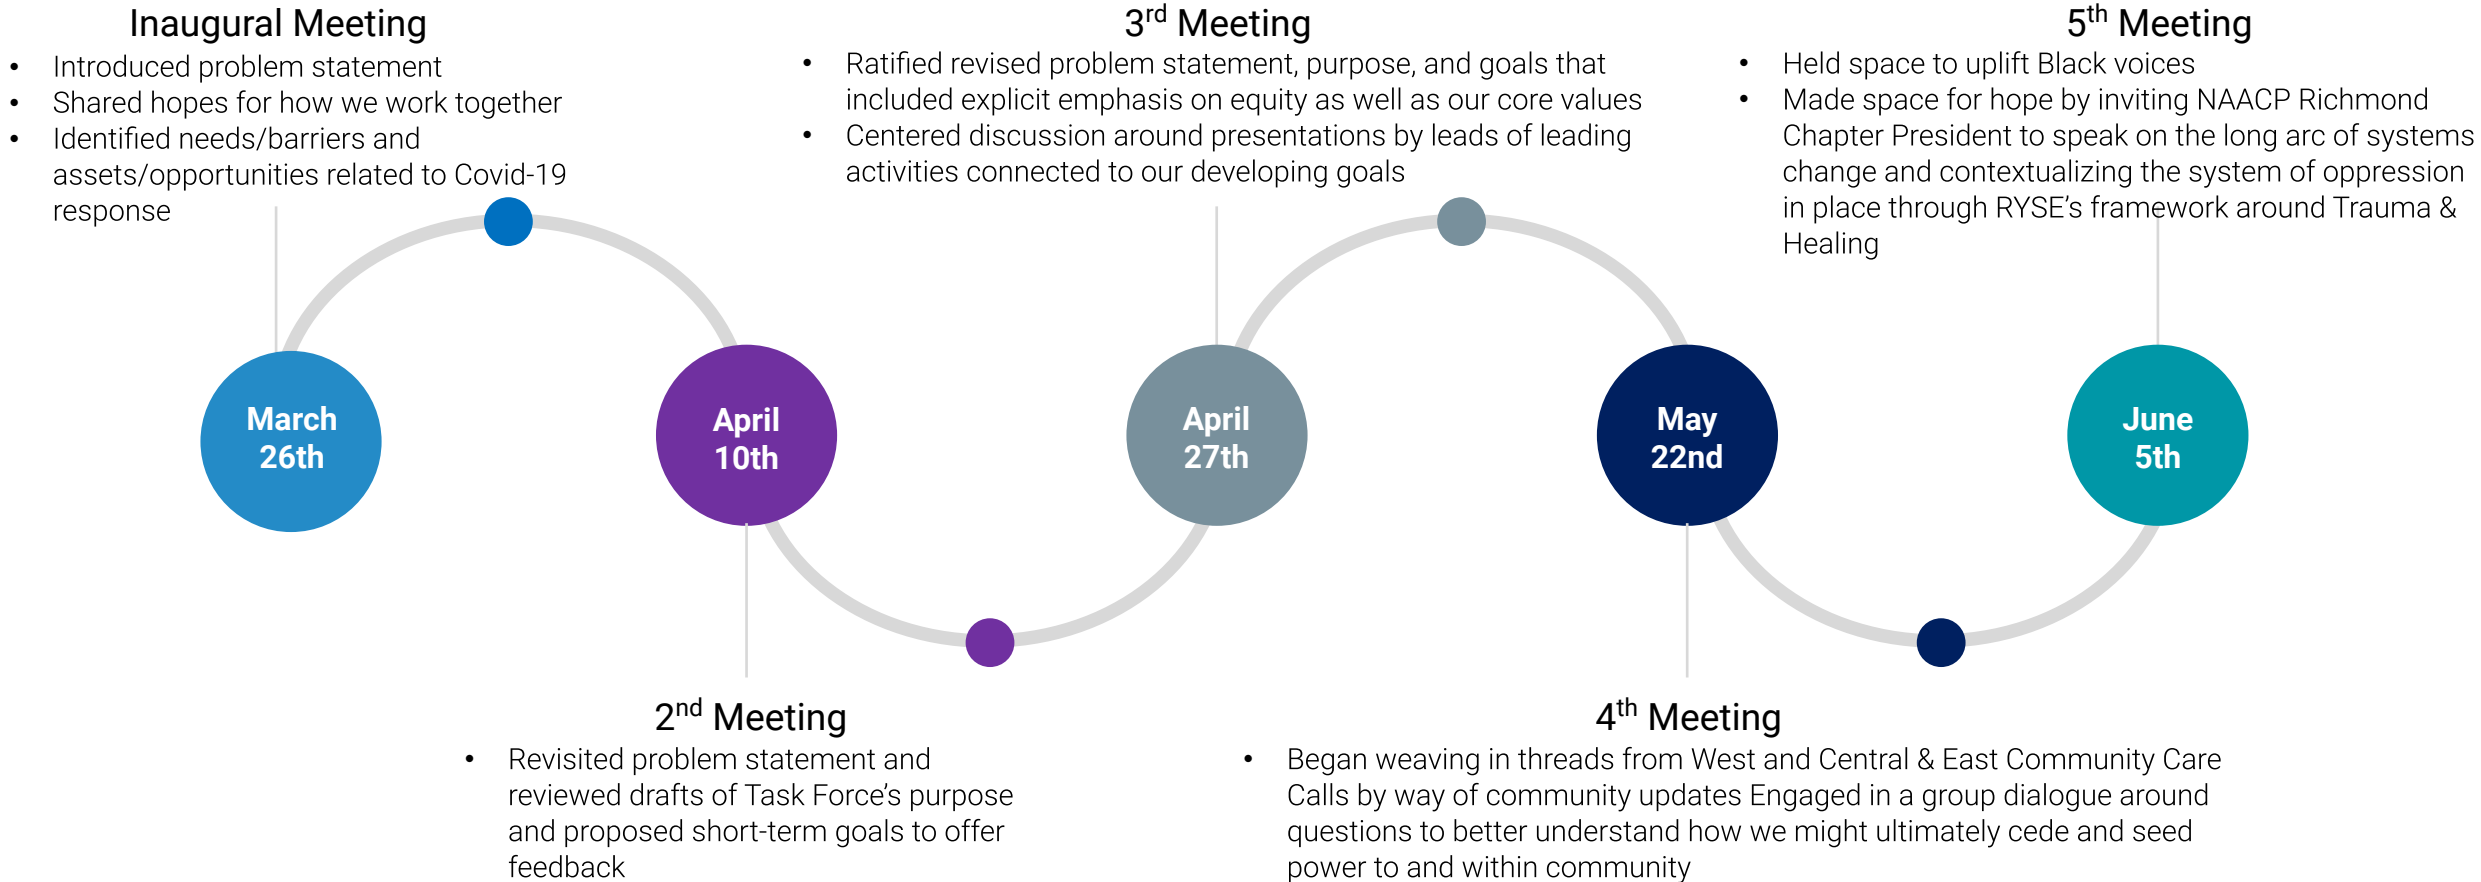 Inaugural Meeting
• Introduced problem statement
• Shared hopes for how we work together
• Identified needs/barriers and
assets/opportunities related to Covid-19
response
March
26th
2nd Meeting
• Revisited problem statement and
reviewed drafts of Task Force’s purpose
and proposed short-term goals to offer
feedback
April
10th
3rd Meeting
• Ratified revised problem statement, purpose, and goals that
included explicit emphasis on equity as well as our core values
• Centered discussion around presentations by leads of leading
activities connected to our developing goals
April
27th
4th Meeting
• Began weaving in threads from West and Central & East Community Care
Calls by way of community updates Engaged in a group dialogue around
questions to better understand how we might ultimately cede and seed
power to and within community
May
22nd
5th Meeting
• Held space to uplift Black voices
• Made space for hope by inviting NAACP Richmond
Chapter President to speak on the long arc of systems
change and contextualizing the system of oppression
in place through RYSE’s framework around Trauma &
Healing
June
5th